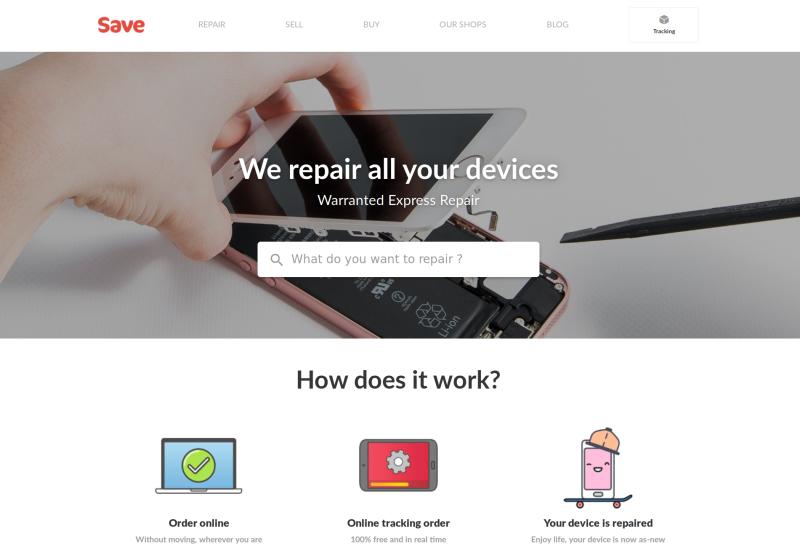 Save
REPAIR
SELL
BUY
OUR SHOPS
BLOG
Tracking
We repair all your devices
Warranted Express Repair
What do you want to repair ?
Li-ion
How does it work?
Order online
Online tracking order
Your device is repaired
Without moving, wherever you are
100% free and in real time
Enjoy life, your device is now as-new